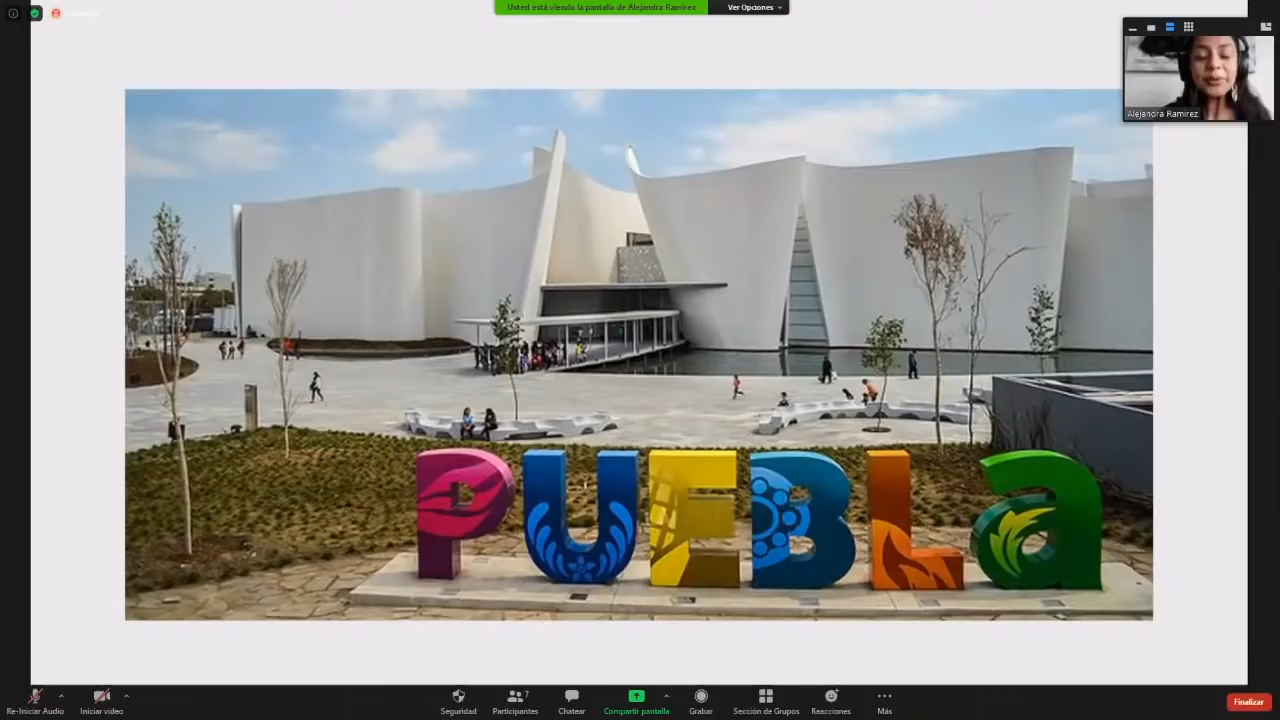 Usted está viendo la pantalla de Alejandra Ramirez
Ver Opciones
Alejandra Ramirez
PUEBLa
Re-Iniciar Audio
Iniciar video
Seguridad
Participantes
7
Chatear
Compartir pantalla
Grabar
Sección de Grupos
Reacciones
Más
Finalizar